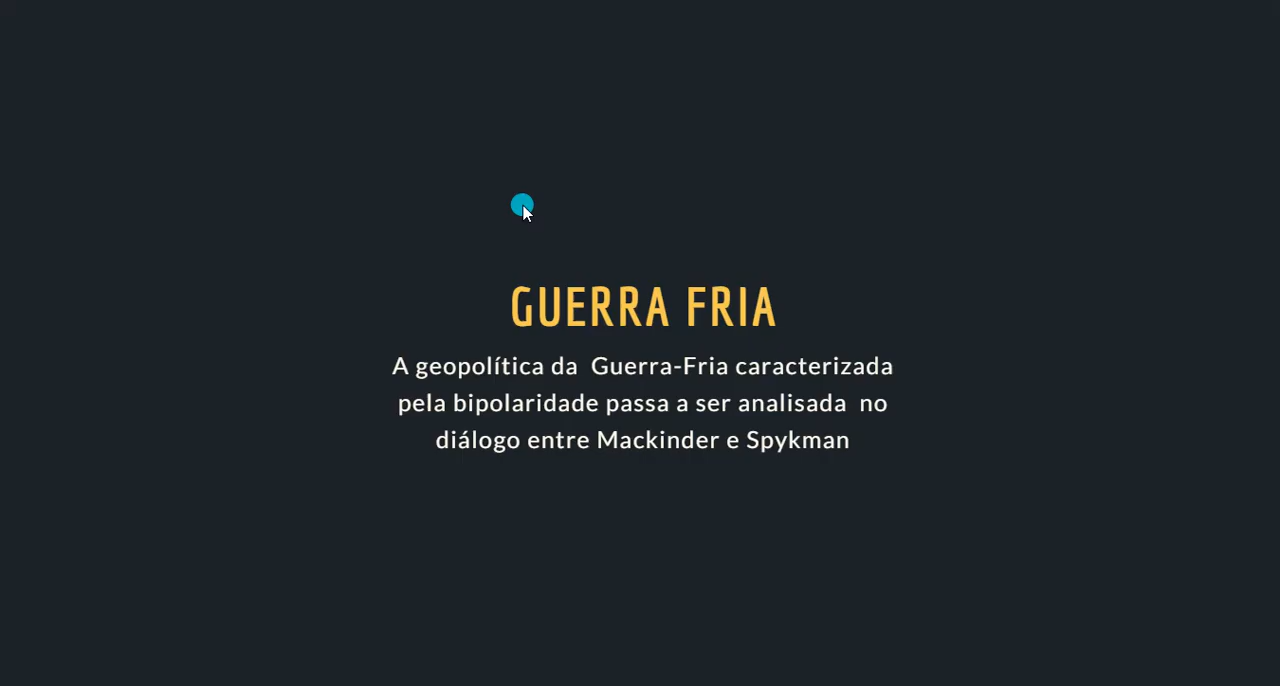 GUERRA FRIA
A geopolítica da  Guerra-Fria caracterizada
pela bipolaridade passa a ser analisada  no
diálogo entre Mackinder e Spykman